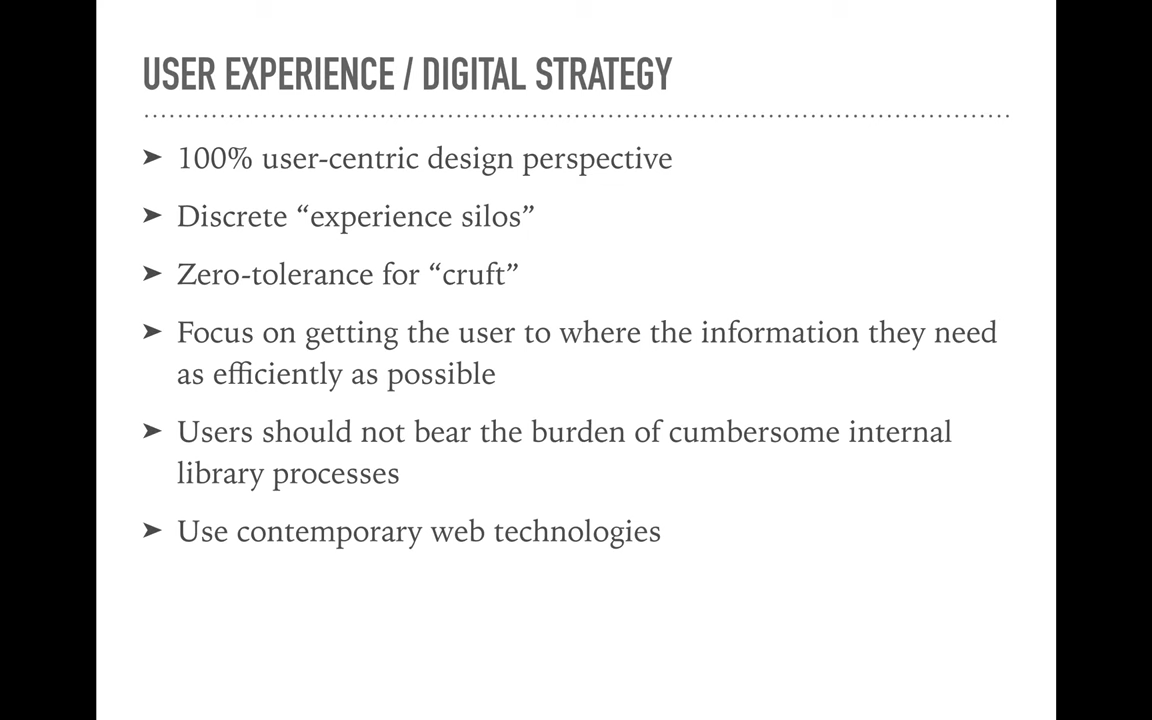 USER EXPERIENCE / DIGITAL STRATEGY
➤ 100% user-centric design perspective
➤ Discrete “experience silos”
➤ Zero-tolerance for “cruft”
➤ Focus on getting the user to where the information they need
as efficiently as possible
➤ Users should not bear the burden of cumbersome internal
library processes
➤ Use contemporary web technologies